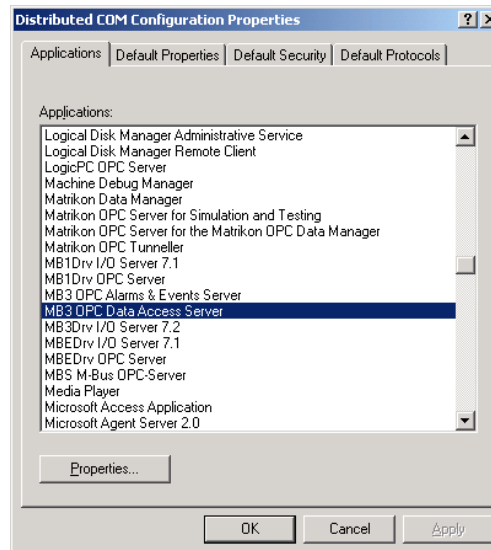 Distributed COM Configuration Properties
Applications Default Properties Default Security Default Protocols
Applications:
Logical Disk Manager Administrative Service
Logical Disk Manager Remote Client
LogicPC OPC Server
Machine Debug Manager
Matrikon Data Manager
Matrikon OPC Server for Simulation and Testing
Matrikon OPC Server for the Matrikon OPC Data Manager
Matrikon OPC Tunneller
MB1Drv I/O Server 7.1
MB1Drv OPC Server
MB3 OPC Alarms & Events Server
MB3 OPC Data Access Server
MB3Drv I/O Server 7.2
MBEDrv I/O Server 7.1
MBEDrv OPC Server
MBS M-Bus OPC-Server
Media Player
Microsoft Access Application
Microsoft Agent Server 2.0
Properties...
OK Cancel Apply